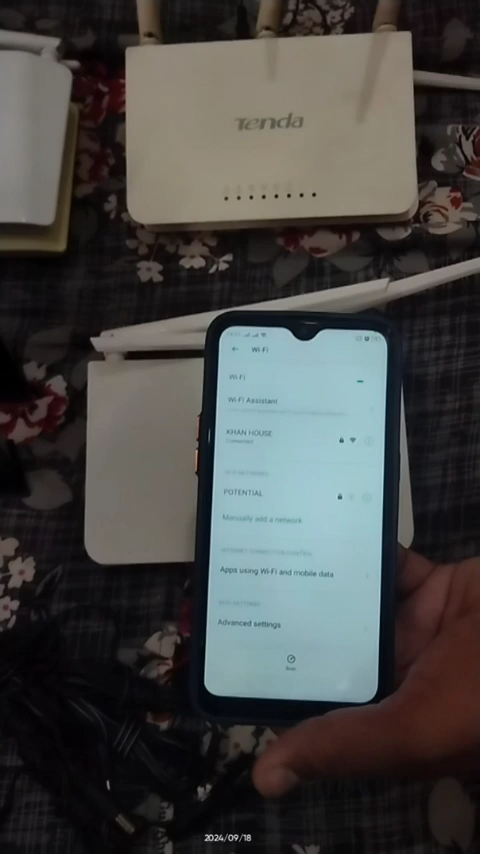 Tenda
Wi-Fi
Wi-Fi
Wi-Fi Assistant
KHAN HOUSE
Connected
POTENTIAL
Manually add a network
Apps using Wi-Fi and mobile data
Advanced settings
Scan
2024/09/18